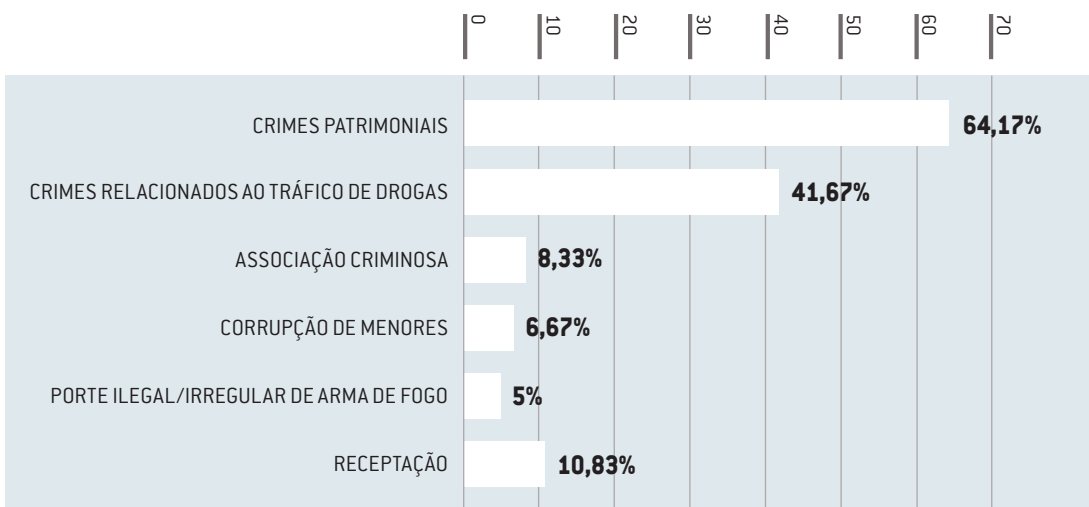 0 10 20 30 40 50 60 70
CRIMES PATRIMONIAIS 64,17%
CRIMES RELACIONADOS AO TRÁFICO DE DROGAS 41,67%
ASSOCIAÇÃO CRIMINOSA 8,33%
CORRUPÇÃO DE MENORES 6,67%
PORTE ILEGAL/IRREGULAR DE ARMA DE FOGO 5%
RECEPTAÇÃO 10,83%